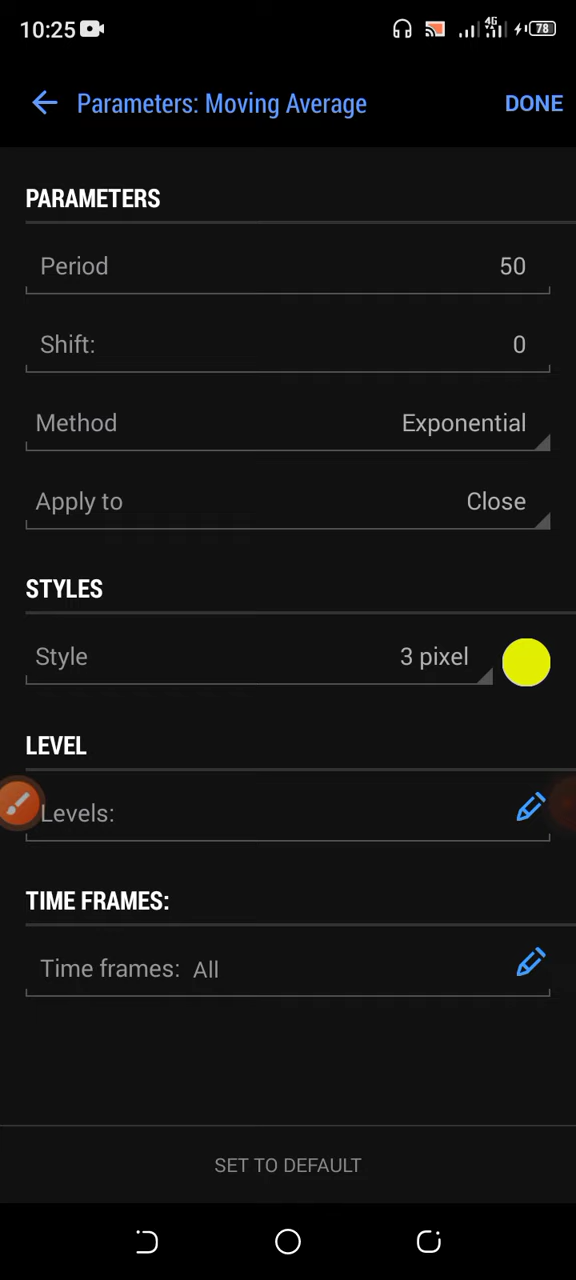 10:25 4G 78
Parameters: Moving Average DONE
PARAMETERS
Period 50
Shift: 0
Method Exponential
Apply to Close
STYLES
Style 3 pixel
LEVEL
Levels:
TIME FRAMES:
Time frames: All
SET TO DEFAULT